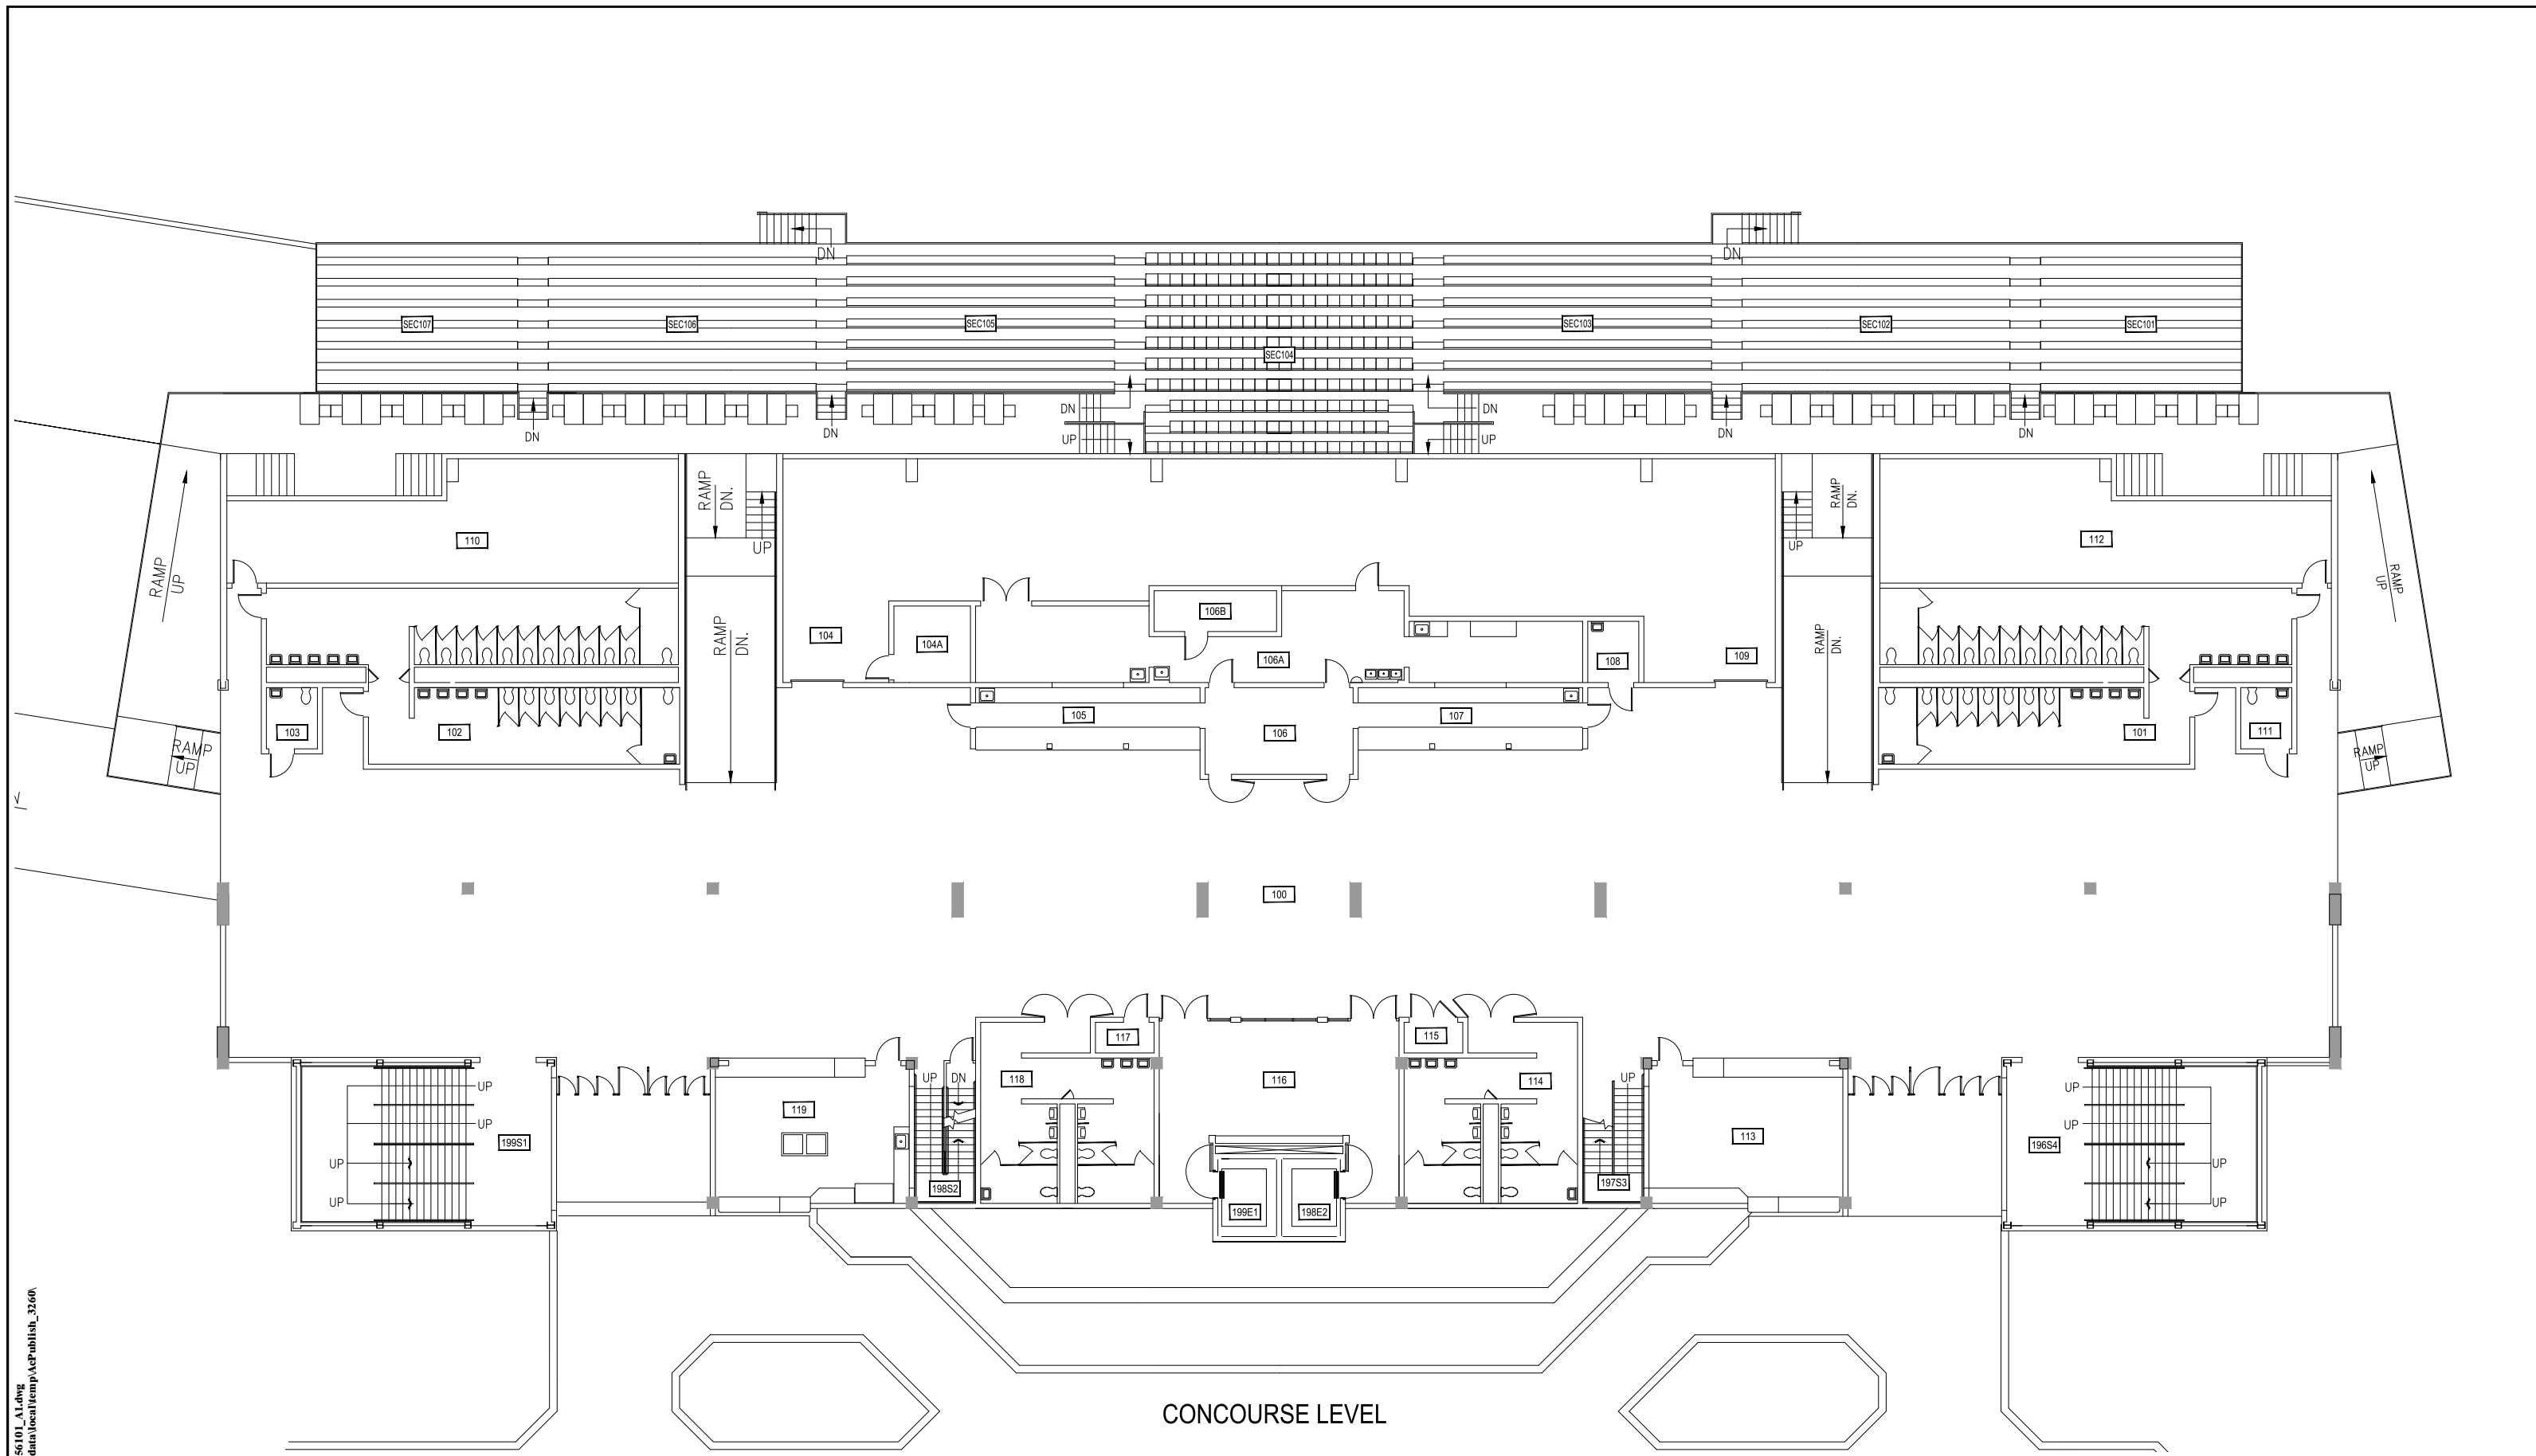 DN
DN
SEC107
SEC106
SEC105
SEC104
SEC103
SEC102
SEC101
DN
DN
DN
DN
DN
DN
UP
UP
RAMP
UP
110
RAMP
DN.
UP
RAMP
DN.
UP
112
RAMP
UP
104
104A
106B
106A
108
109
RAMP
DN.
RAMP
DN.
103
102
105
106
107
101
111
RAMP
UP
RAMP
UP
100
117
115
118
116
114
UP
DN
UP
UP
UP
UP
UP
199S1
119
113
196S4
UP
UP
UP
UP
198S2
199E1
198E2
197S3
CONCOURSE LEVEL
56101_A1.dwg
data\local\temp\AcPublish_3260\